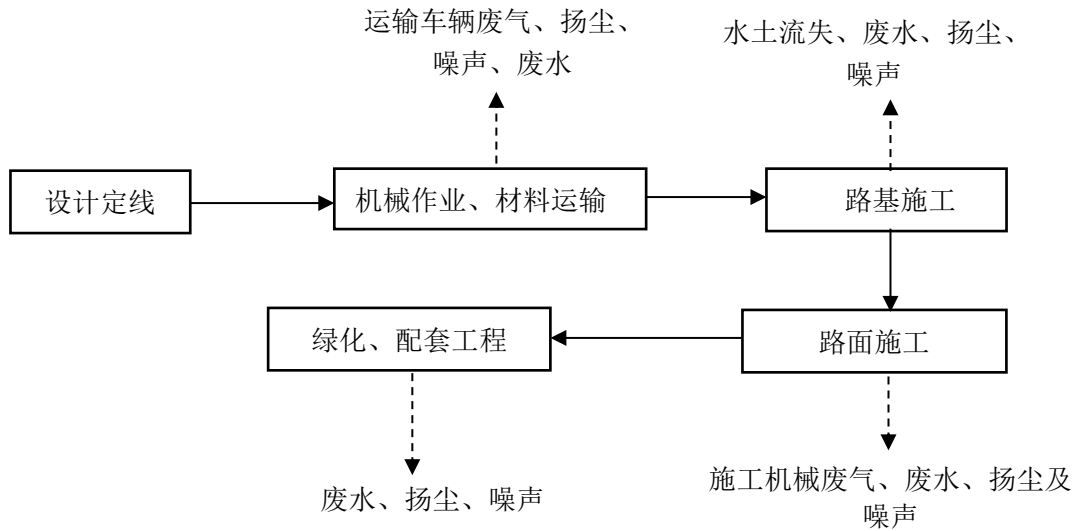 运输车辆废气、扬尘、
噪声、废水
水土流失、废水、扬尘、
噪声
设计定线
机械作业、材料运输
路基施工
绿化、配套工程
路面施工
废水、扬尘、噪声
施工机械废气、废水、扬尘及
噪声